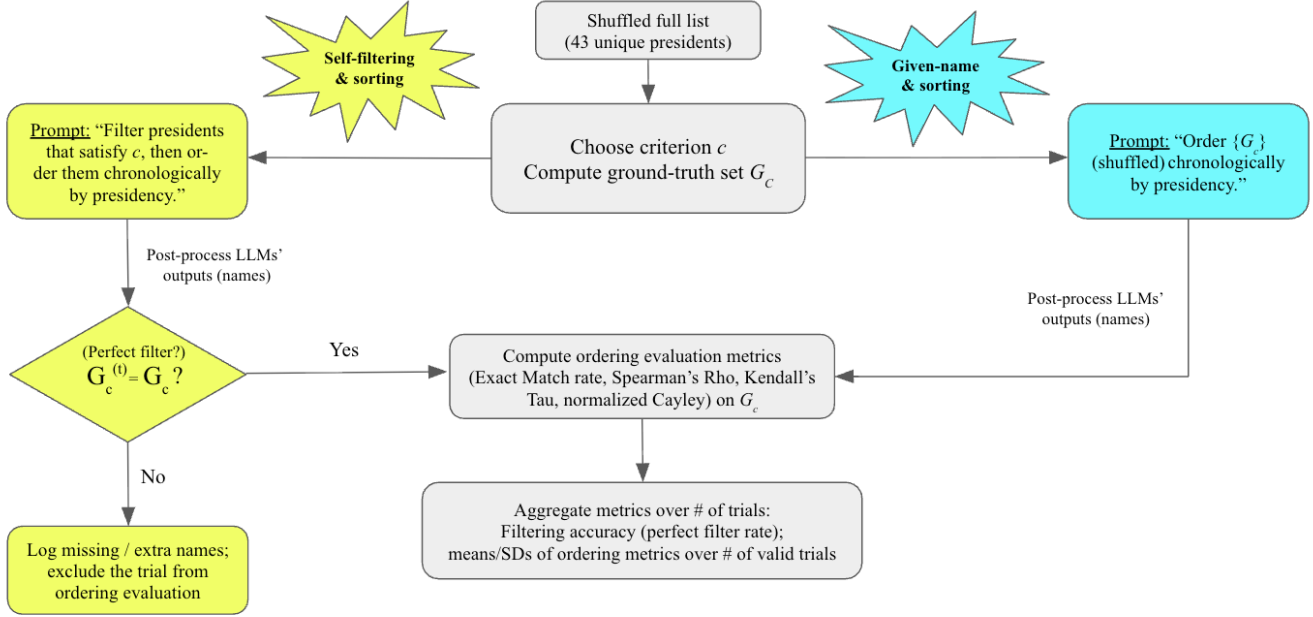 Shuffled full list
(43 unique presidents)
Self-filtering
& sorting
Given-name
& sorting
Prompt: “Filter presidents
that satisfy c, then or-
der them chronologically
by presidency.”
Choose criterion c
Compute ground-truth set G_C
Prompt: “Order {G_c}
(shuffled) chronologically
by presidency.”
Post-process LLMs’
outputs (names)
Post-process LLMs’
outputs (names)
(Perfect filter?)
G_c^(t) = G_c ?
Yes
Compute ordering evaluation metrics
(Exact Match rate, Spearman’s Rho, Kendall’s
Tau, normalized Cayley) on G_c
No
Aggregate metrics over # of trials:
Filtering accuracy (perfect filter rate);
means/SDs of ordering metrics over # of valid trials
Log missing / extra names;
exclude the trial from
ordering evaluation